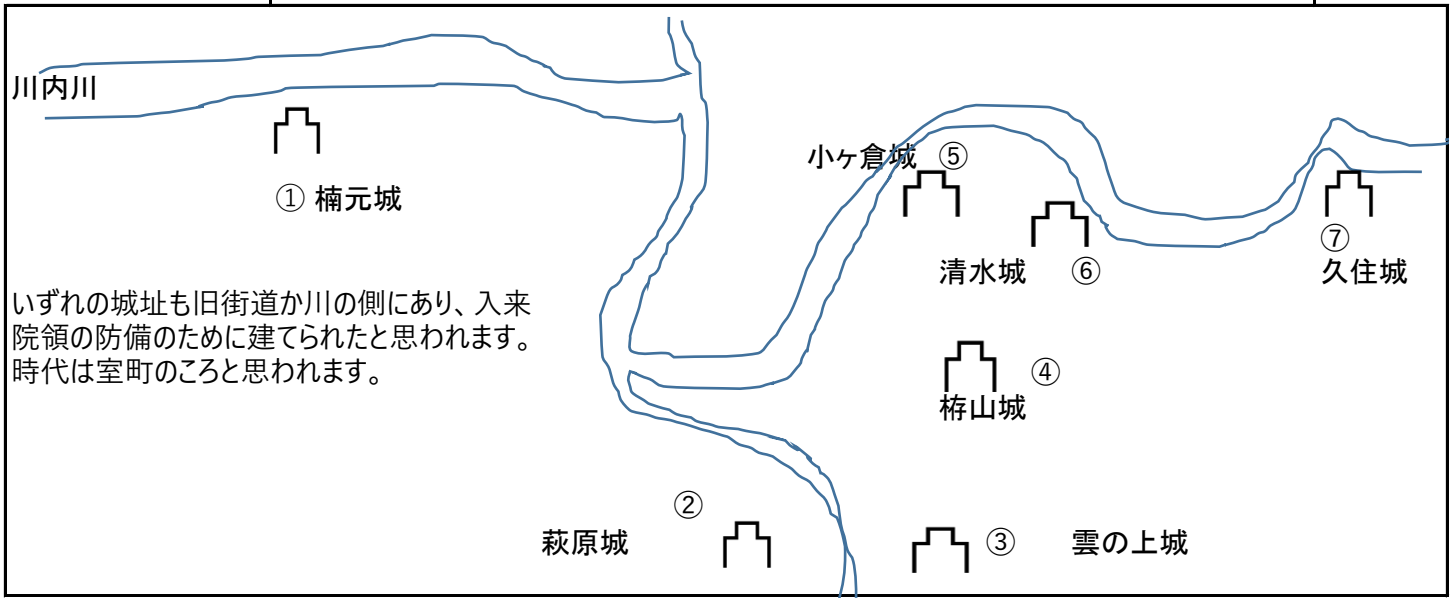 川内川
① 楠元城
いずれの城址も旧街道か川の側にあり、入来
院領の防備のために建てられたと思われます。
時代は室町のころと思われます。
小ヶ倉城 ⑤
清水城 ⑥
⑦
久住城
④
栫山城
②
萩原城
③ 雲の上城